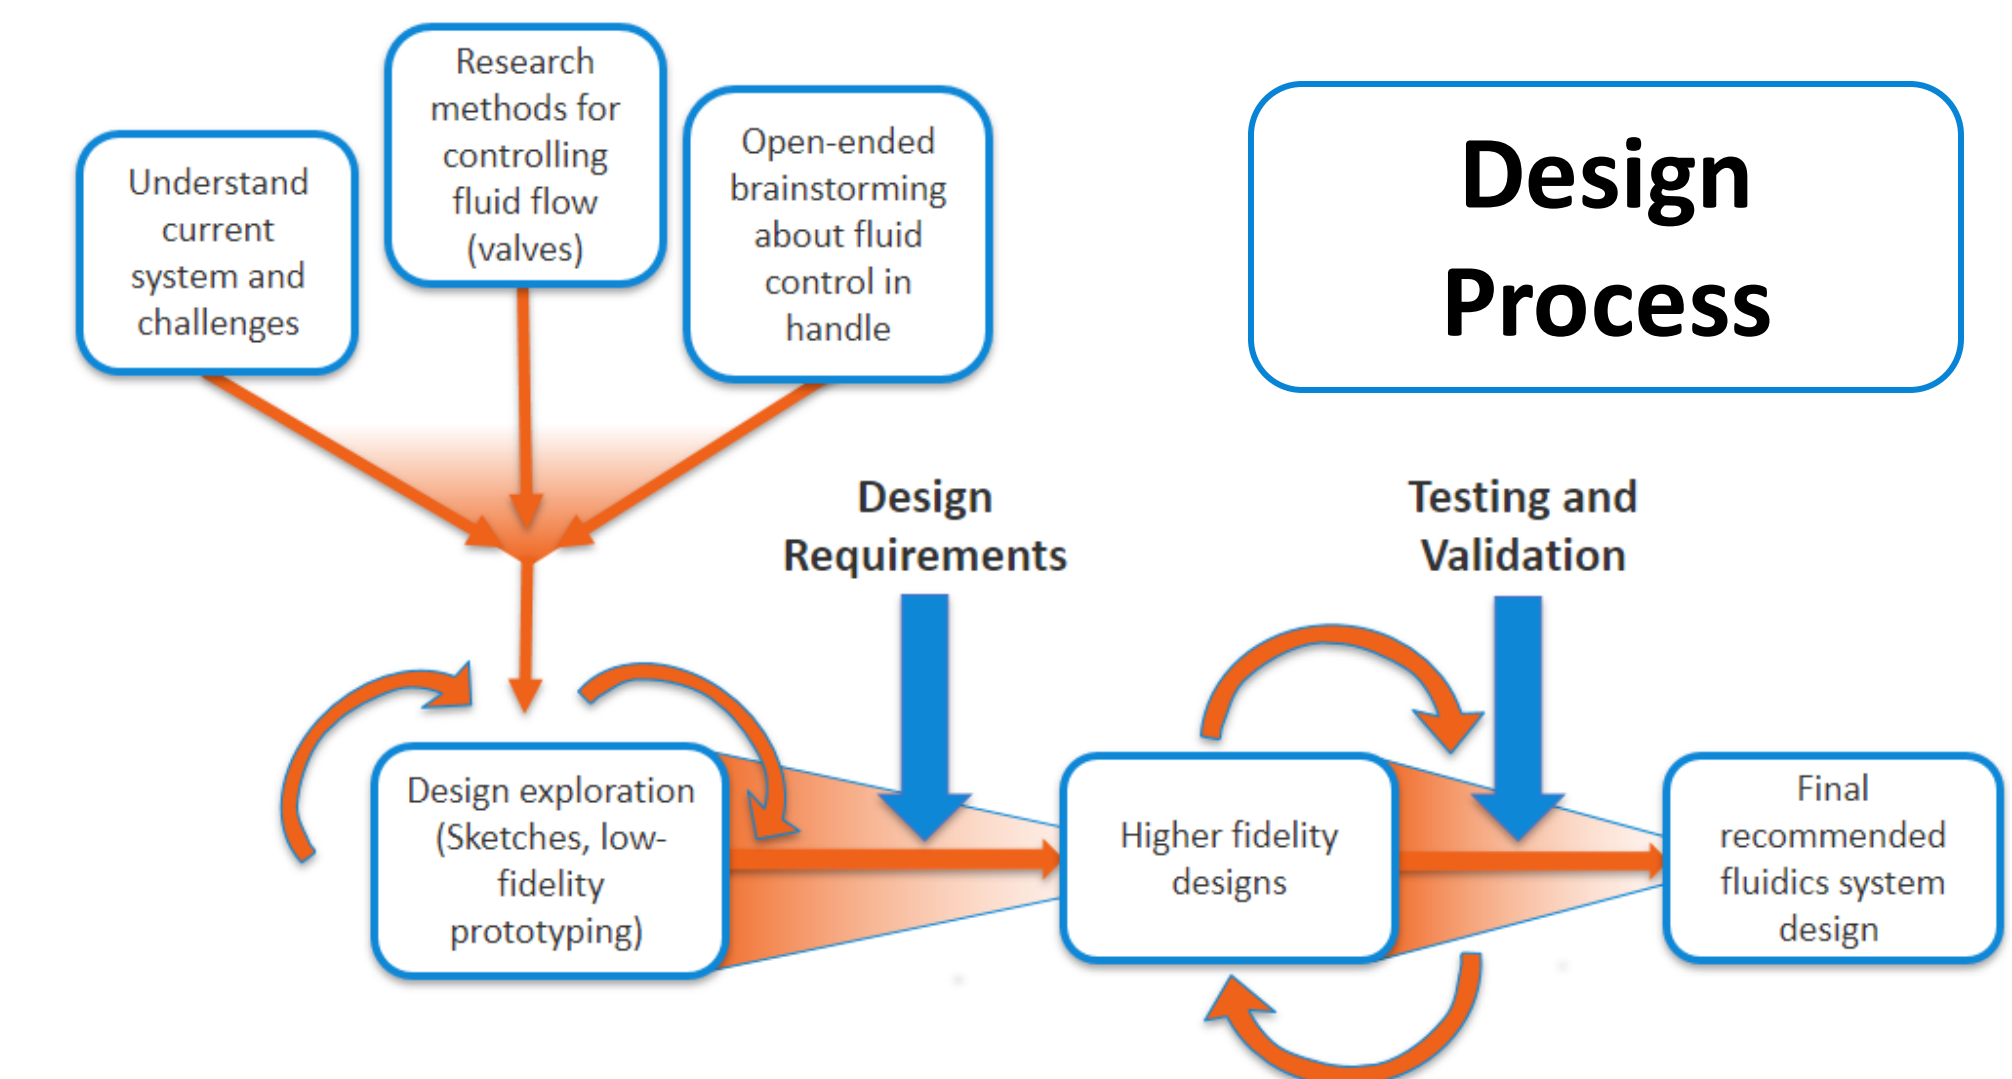 Research
methods for
controlling
fluid flow
(valves)
Understand
current
system and
challenges
Open-ended
brainstorming
about fluid
control in
handle
Design
Process
Design
Requirements
Testing and
Validation
Design exploration
(Sketches, low-
fidelity
prototyping)
Higher fidelity
designs
Final
recommended
fluidics system
design